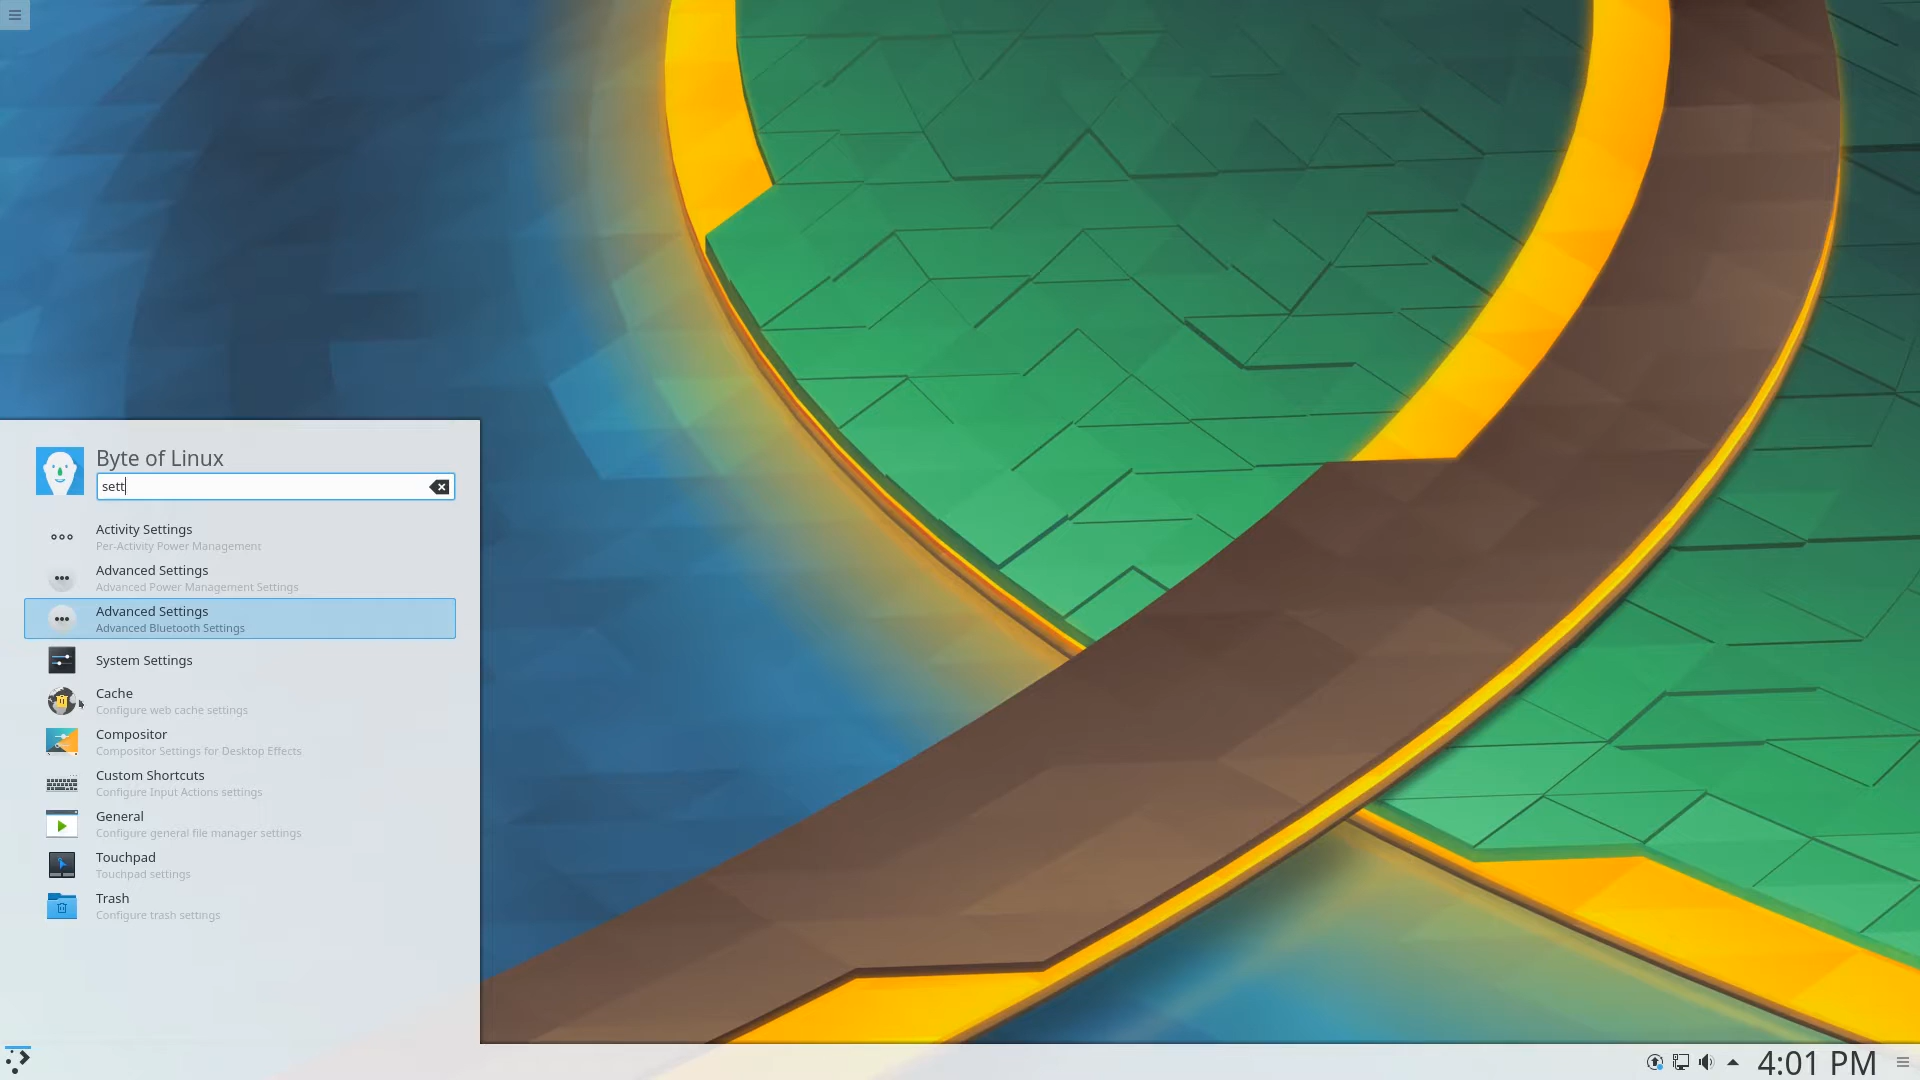 Byte of Linux
sett
Activity Settings
Per-Activity Power Management
Advanced Settings
Advanced Power Management Settings
Advanced Settings
Advanced Bluetooth Settings
System Settings
Cache
Configure web cache settings
Compositor
Compositor Settings for Desktop Effects
Custom Shortcuts
Configure Input Actions settings
General
Configure general file manager settings
Touchpad
Touchpad settings
Trash
Configure trash settings
4:01 PM